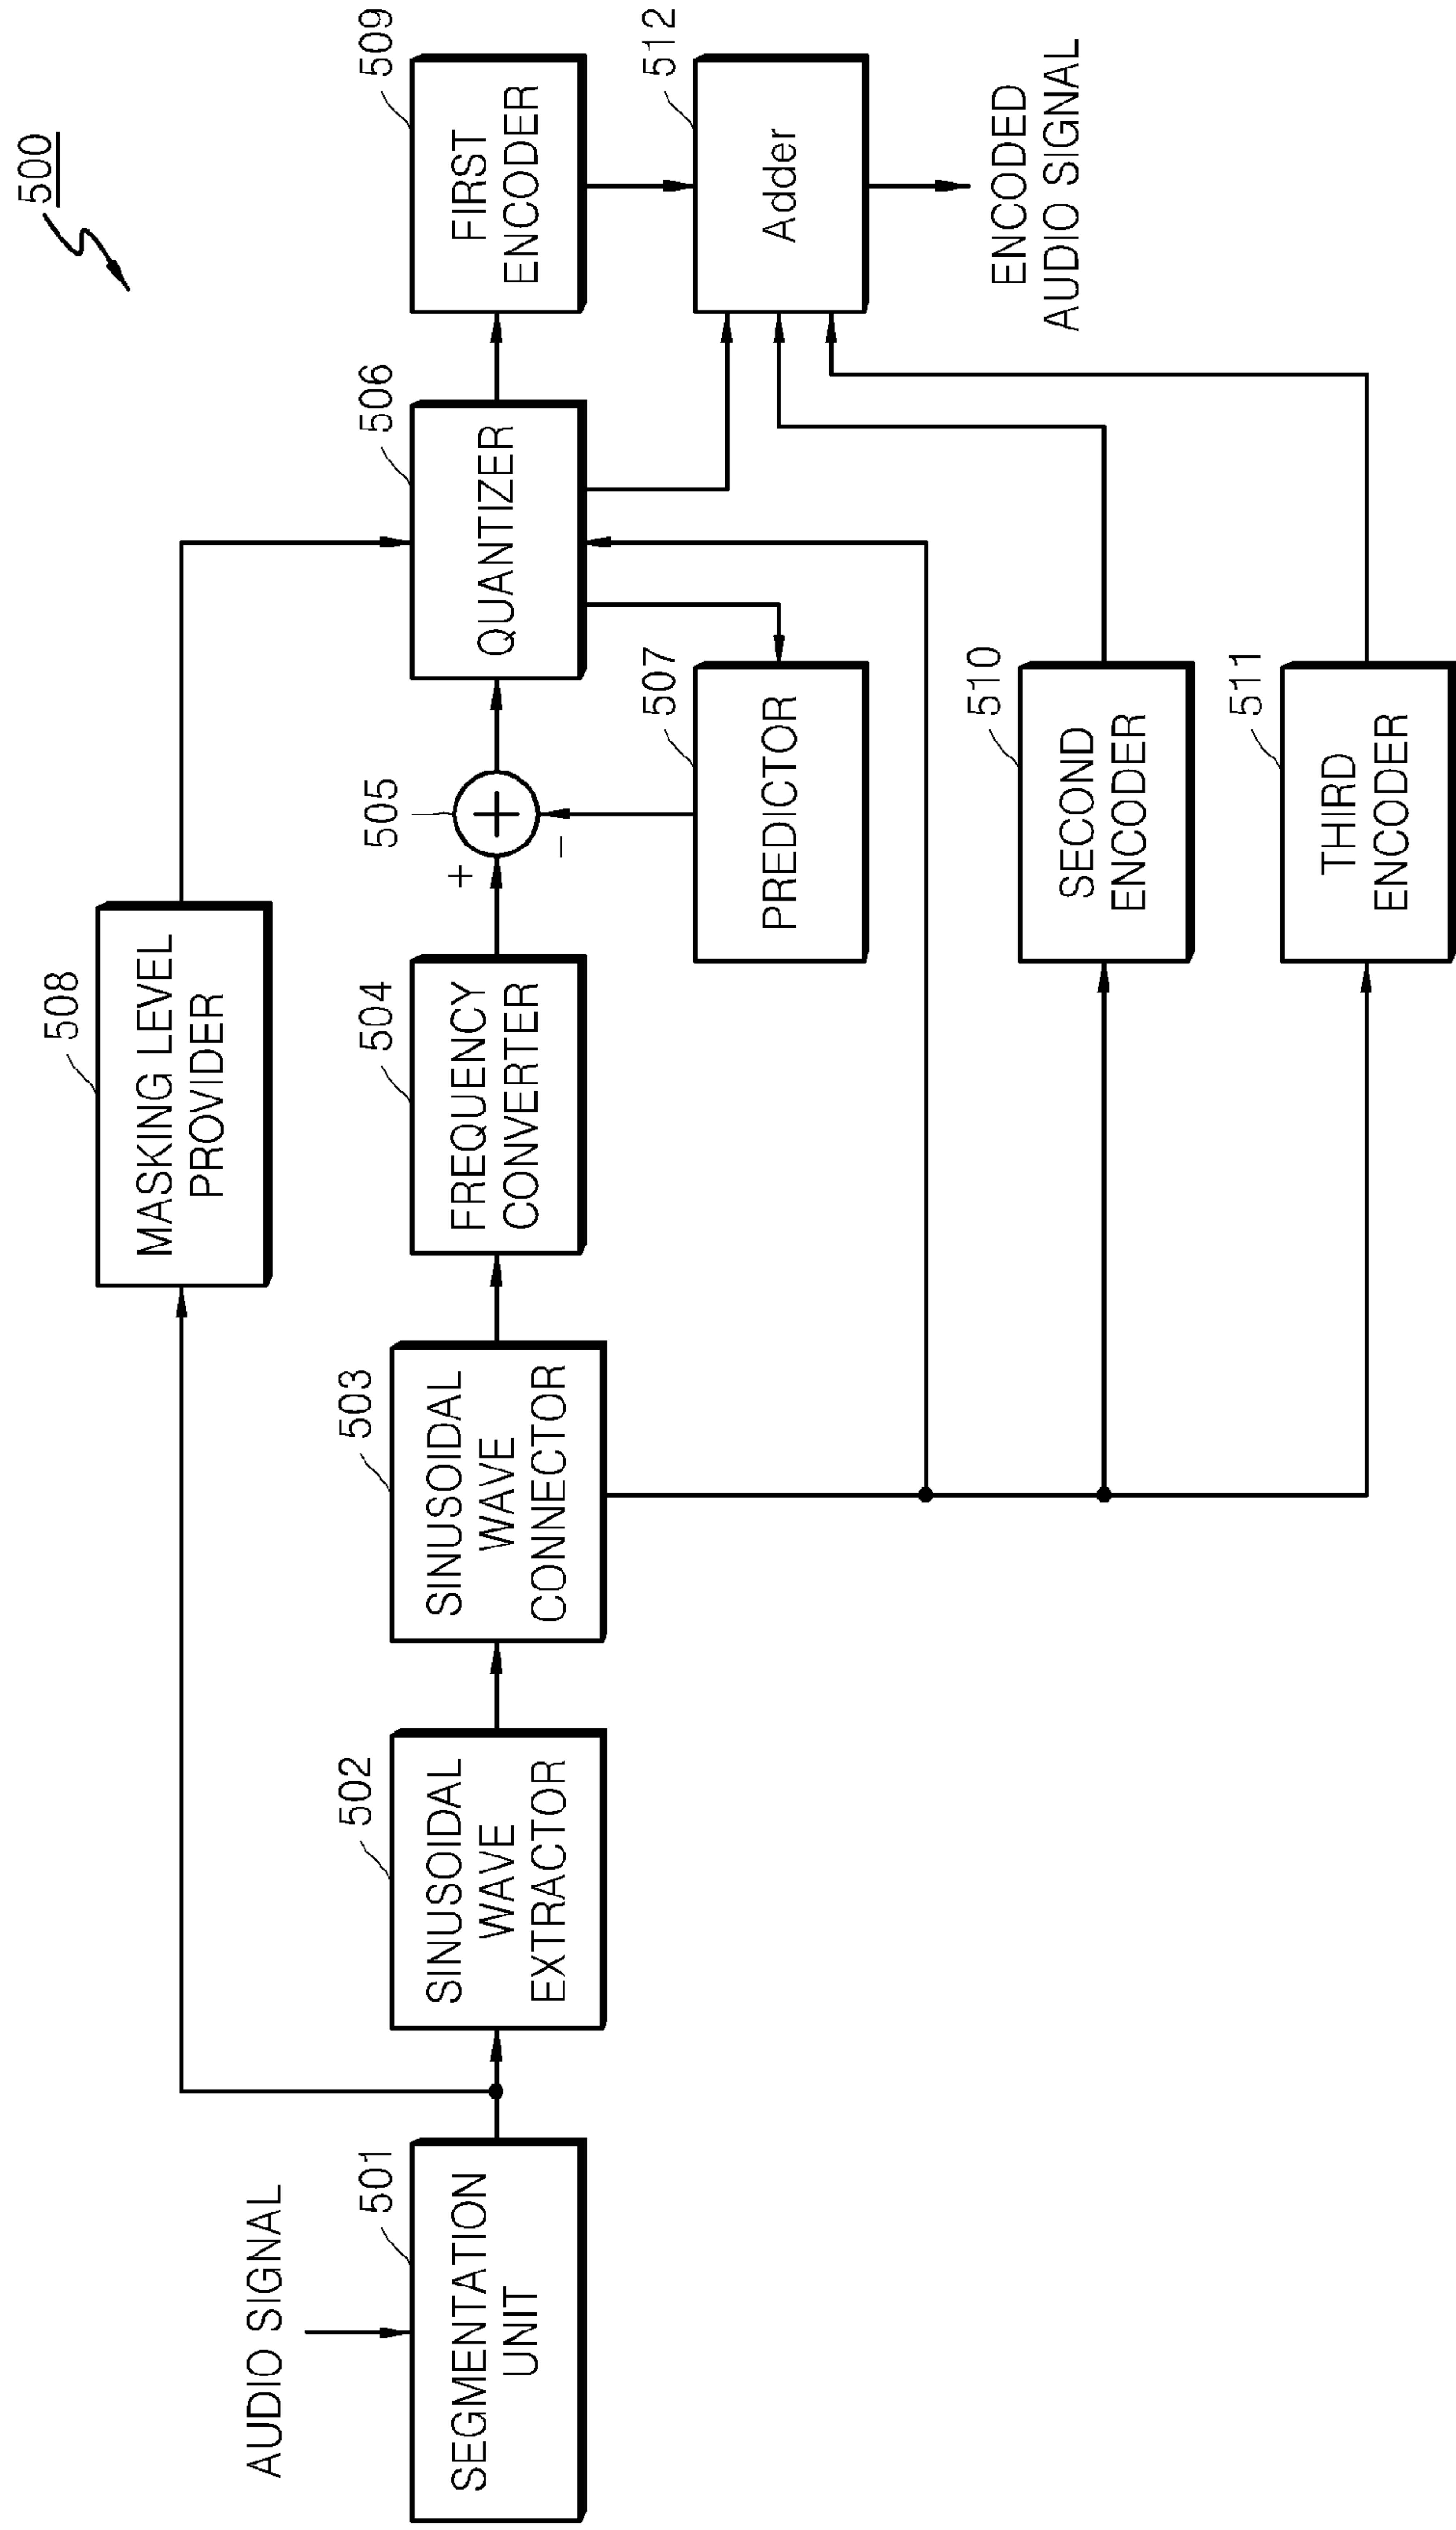 500
AUDIO SIGNAL
501
SEGMENTATION
UNIT
502
SINUSOIDAL
WAVE
EXTRACTOR
503
SINUSOIDAL
WAVE
CONNECTOR
508
MASKING LEVEL
PROVIDER
504
FREQUENCY
CONVERTER
505
+
+
−
506
QUANTIZER
507
PREDICTOR
509
FIRST
ENCODER
510
SECOND
ENCODER
511
THIRD
ENCODER
512
Adder
ENCODED
AUDIO SIGNAL